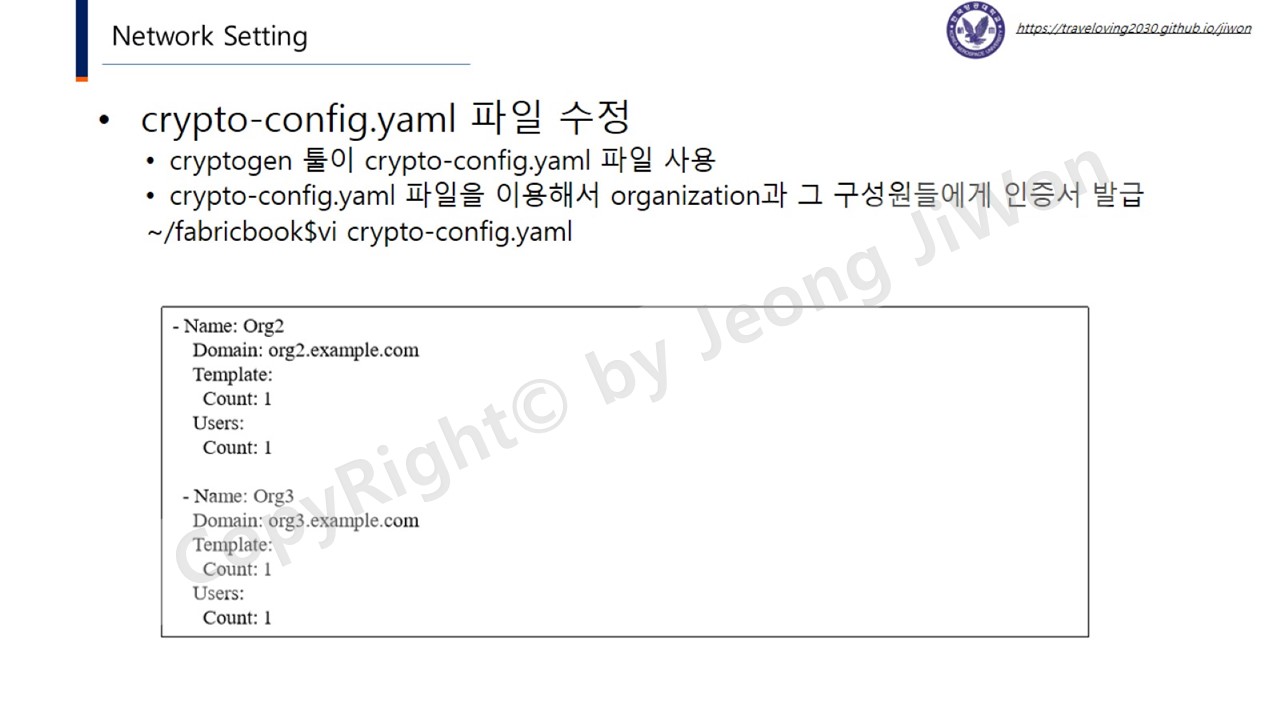 Network Setting
https://traveloving2030.github.io/jiwon
• crypto-config.yaml 파일 수정
• cryptogen 툴이 crypto-config.yaml 파일 사용
• crypto-config.yaml 파일을 이용해서 organization과 그 구성원들에게 인증서 발급
~/fabricbook$vi crypto-config.yaml
- Name: Org2
Domain: org2.example.com
Template:
Count: 1
Users:
Count: 1
- Name: Org3
Domain: org3.example.com
Template:
Count: 1
Users:
Count: 1
CopyRight© by Jeong JiWon